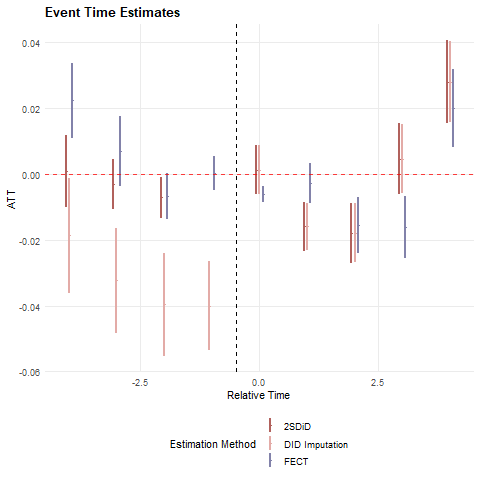 Event Time Estimates
0.04
0.02
0.00
-0.02
-0.04
-0.06
ATT
-2.5
0.0
2.5
Relative Time
Estimation Method
2SDiD
DID Imputation
FECT